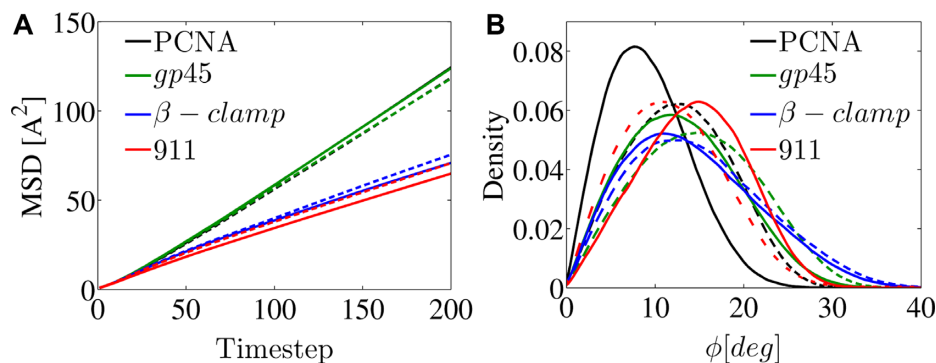 A
MSD [A²]
150
100
50
0
PCNA
gp45
β − clamp
911
0
50
100
150
200
Timestep
B
Density
0.08
0.06
0.04
0.02
0
PCNA
gp45
β − clamp
911
0
10
20
30
40
ϕ[deg]